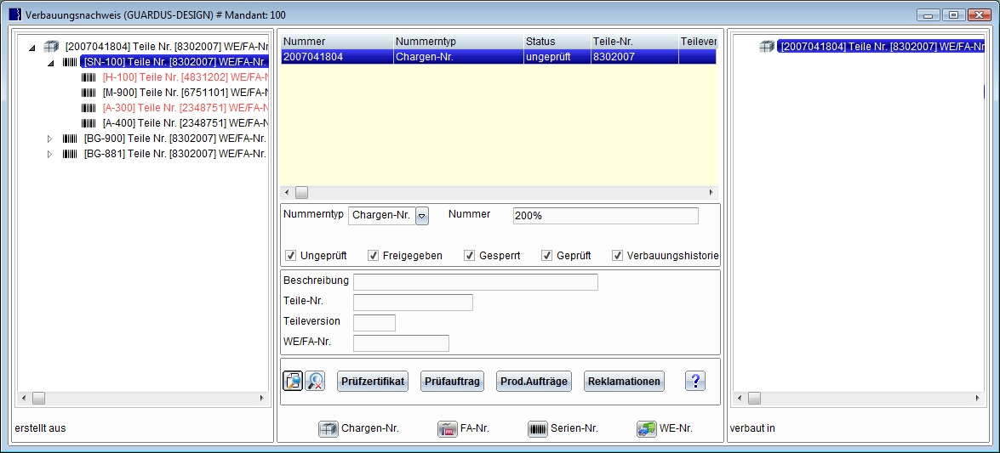 Verbauungsnachweis (GUARDUS-DESIGN) # Mandant: 100
[2007041804] Teile Nr. [8302007] WE/FA-Nr.
[SN-100] Teile Nr. [8302007] WE/FA-Nr.
[H-100] Teile Nr. [4831202] WE/FA-N
[M-900] Teile Nr. [6751101] WE/FA-N
[A-300] Teile Nr. [2348751] WE/FA-N
[A-400] Teile Nr. [2348751] WE/FA-N
[BG-900] Teile Nr. [8302007] WE/FA-Nr.
[BG-881] Teile Nr. [8302007] WE/FA-Nr.
erstellt aus
Nummer Nummerntyp Status Teile-Nr. Teilever
2007041804 Chargen-Nr. ungeprüft 8302007
Nummerntyp Chargen-Nr. Nummer 200%
Ungeprüft Freigegeben Gesperrt Geprüft Verbauungshistorie
Beschreibung
Teile-Nr.
Teileversion
WE/FA-Nr.
Prüfzertifikat Prüfauftrag Prod.Aufträge Reklamationen ?
Chargen-Nr. FA-Nr. Serien-Nr. WE-Nr.
[2007041804] Teile Nr. [8302007] WE/FA-Nr
verbaut in